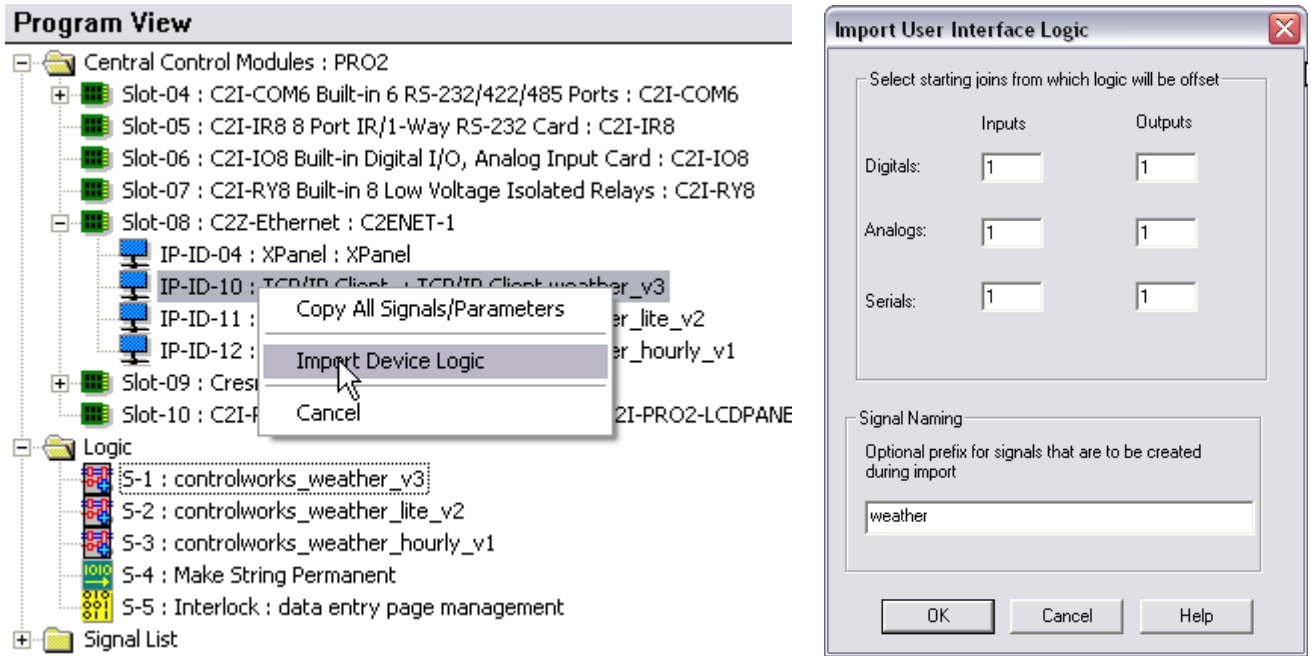 Program View
Central Control Modules : PRO2
Slot-04 : C2I-COM6 Built-in 6 RS-232/422/485 Ports : C2I-COM6
Slot-05 : C2I-IR8 8 Port IR/1-Way RS-232 Card : C2I-IR8
Slot-06 : C2I-IO8 Built-in Digital I/O, Analog Input Card : C2I-IO8
Slot-07 : C2I-RY8 Built-in 8 Low Voltage Isolated Relays : C2I-RY8
Slot-08 : C2Z-Ethernet : C2ENET-1
IP-ID-04 : XPanel : XPanel
IP-ID-10 : TCP/IP Client : TCP/IP Client weather_v3
IP-ID-11 : er_lite_v2
IP-ID-12 : er_hourly_v1
Slot-09 : Cres
Slot-10 : C2I- 2I-PRO2-LCDPANE
Copy All Signals/Parameters
Import Device Logic
Cancel
Logic
S-1 : controlworks_weather_v3
S-2 : controlworks_weather_lite_v2
S-3 : controlworks_weather_hourly_v1
S-4 : Make String Permanent
S-5 : Interlock : data entry page management
Signal List
Import User Interface Logic
Select starting joins from which logic will be offset
Inputs Outputs
Digitals: 1 1
Analogs: 1 1
Serials: 1 1
Signal Naming
Optional prefix for signals that are to be created
during import
weather
OK Cancel Help